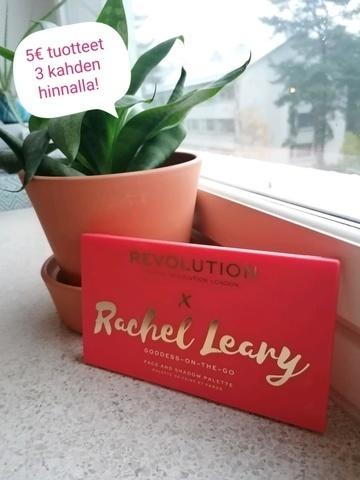 5€ tuotteet
3 kahden
hinnalla!
REVOLUTION
X
Rachel Leary
GODDESS-ON-THE-GO
FACE AND SHADOW PALETTE